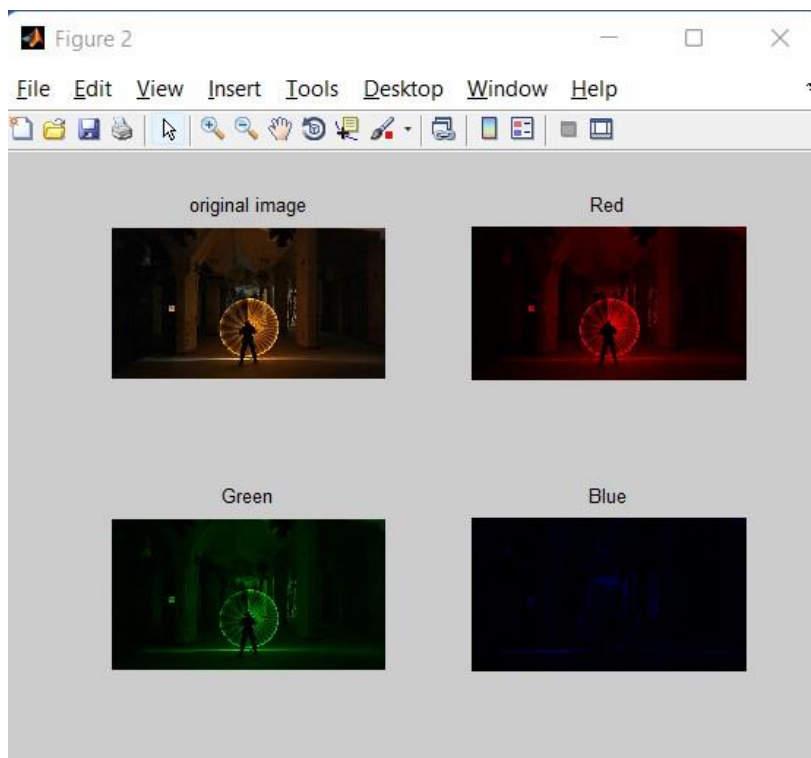 Figure 2
File Edit View Insert Tools Desktop Window Help
original image
Red
Green
Blue